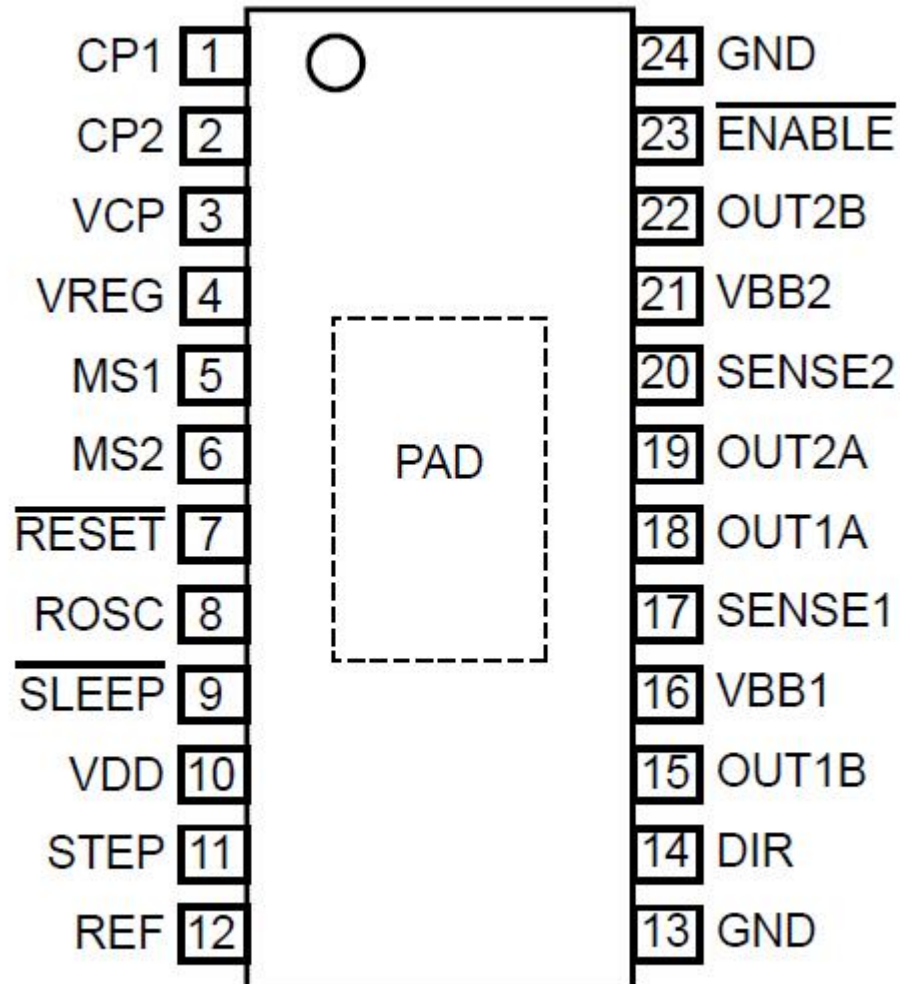 CP1 1 24 GND
CP2 2 23 ENABLE
VCP 3 22 OUT2B
VREG 4 21 VBB2
MS1 5 20 SENSE2
MS2 6 PAD 19 OUT2A
RESET 7 18 OUT1A
ROSC 8 17 SENSE1
SLEEP 9 16 VBB1
VDD 10 15 OUT1B
STEP 11 14 DIR
REF 12 13 GND